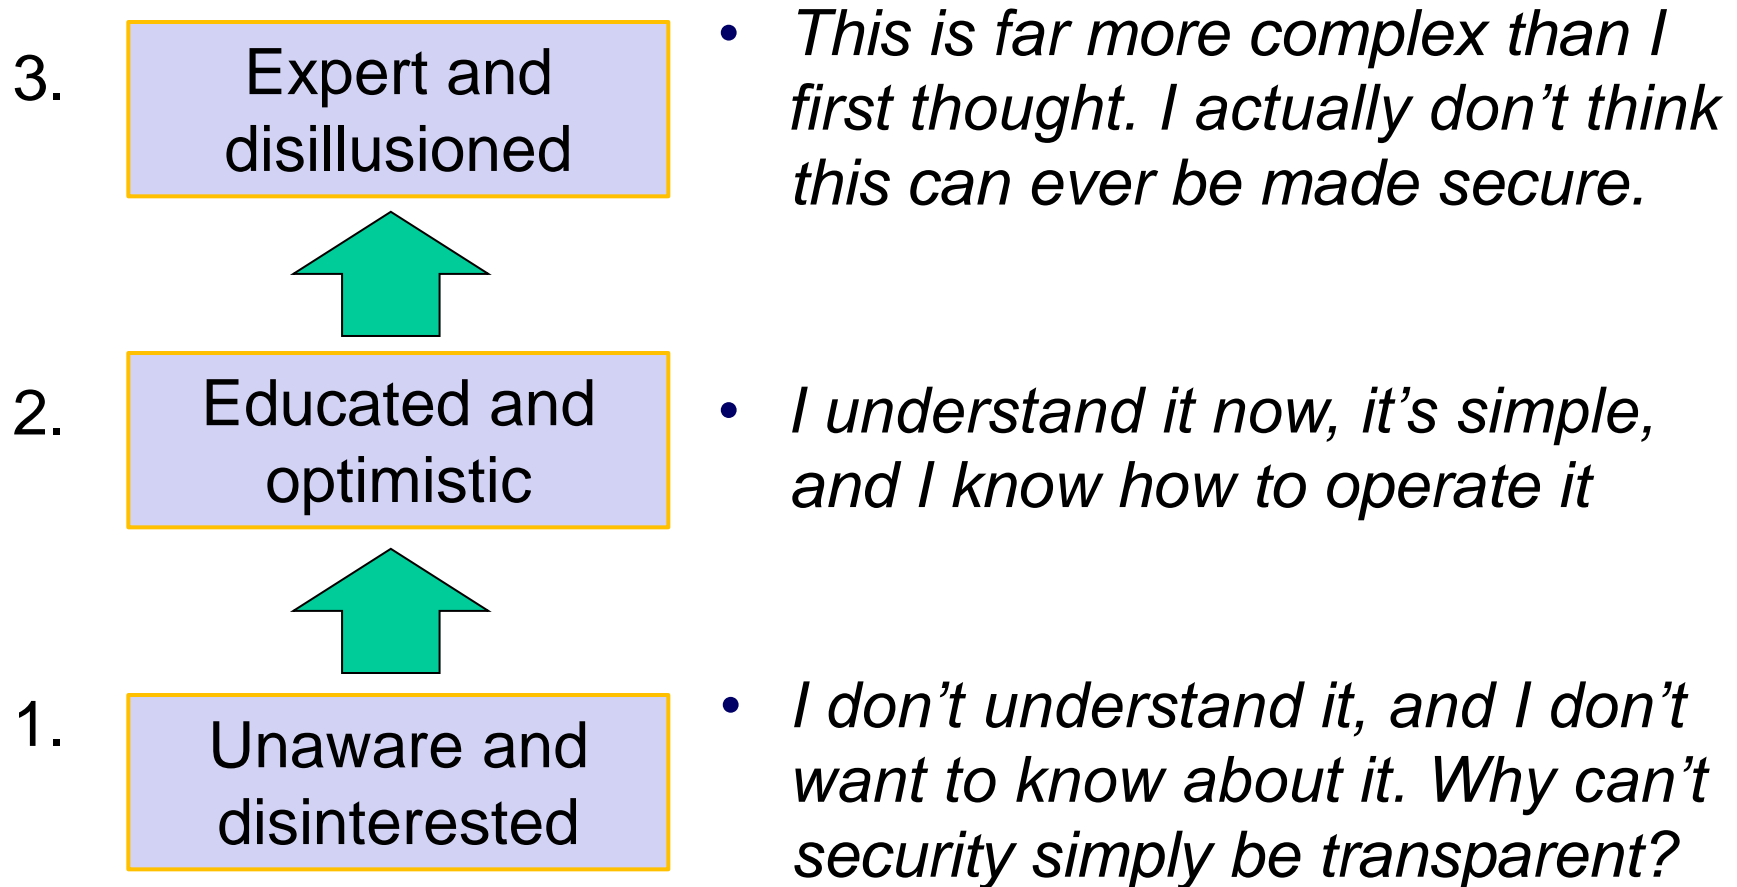 3.
Expert and
disillusioned
• This is far more complex than I
first thought. I actually don’t think
this can ever be made secure.
2.
Educated and
optimistic
• I understand it now, it’s simple,
and I know how to operate it
1.
Unaware and
disinterested
• I don’t understand it, and I don’t
want to know about it. Why can’t
security simply be transparent?